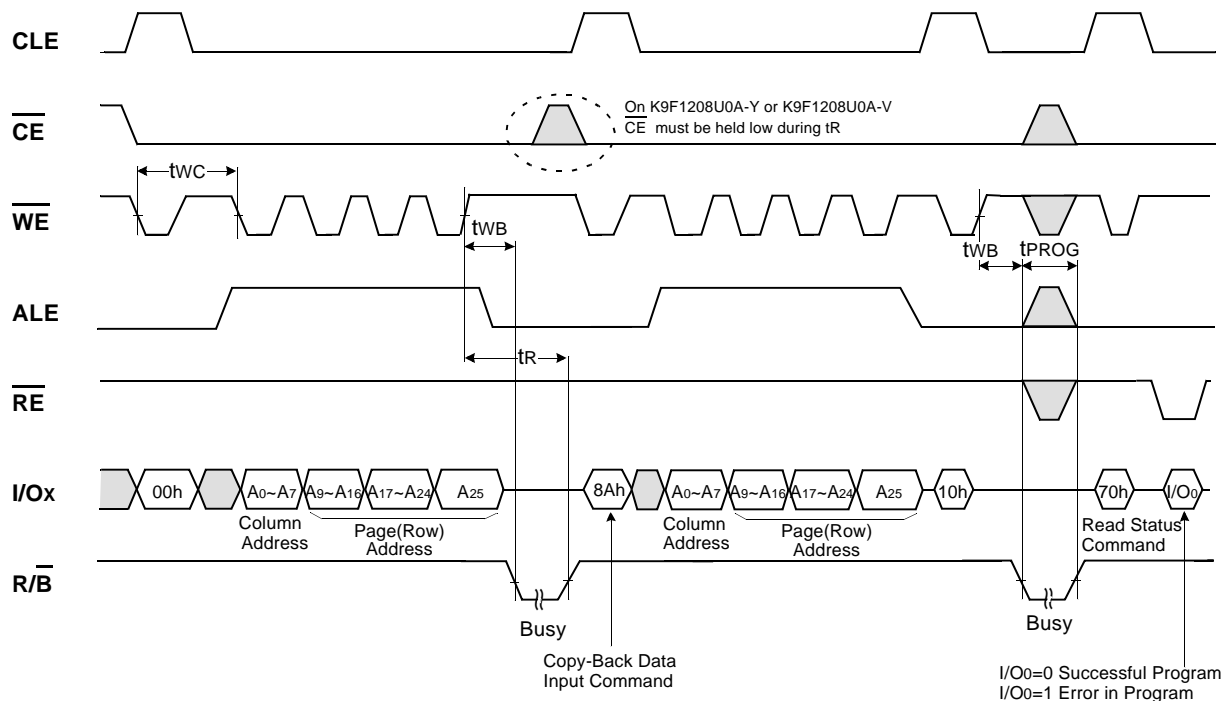 CLE
On K9F1208U0A-Y or K9F1208U0A-V
CE
CE must be held low during tR
tWC
WE
tWB
tWB
tPROG
ALE
tR
RE
I/Ox
00h
A0~A7
A9~A16
A17~A24
A25
8Ah
A0~A7
A9~A16
A17~A24
A25
10h
70h
I/O0
Column
Address
Page(Row)
Address
Column
Address
Page(Row)
Address
Read Status
Command
R/B
Busy
Busy
Copy-Back Data
Input Command
I/O0=0 Successful Program
I/O0=1 Error in Program